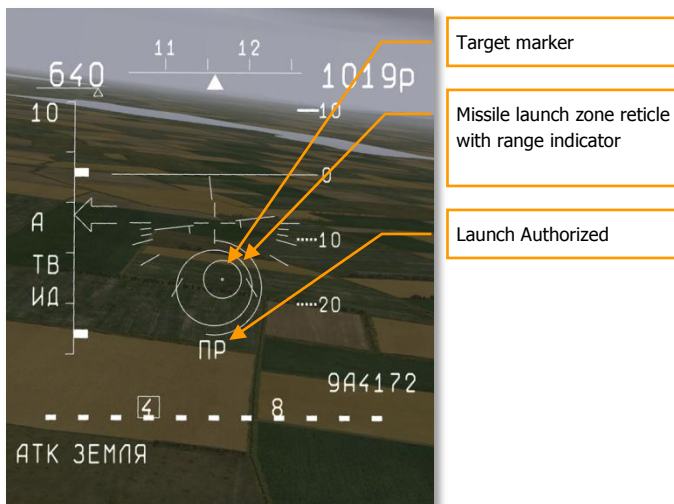 11 12
640
1019р
10
10
0
А
10
ТВ
ИД
20
ПР
9А4172
4 8
АТК ЗЕМЛЯ
Target marker
Missile launch zone reticle
with range indicator
Launch Authorized